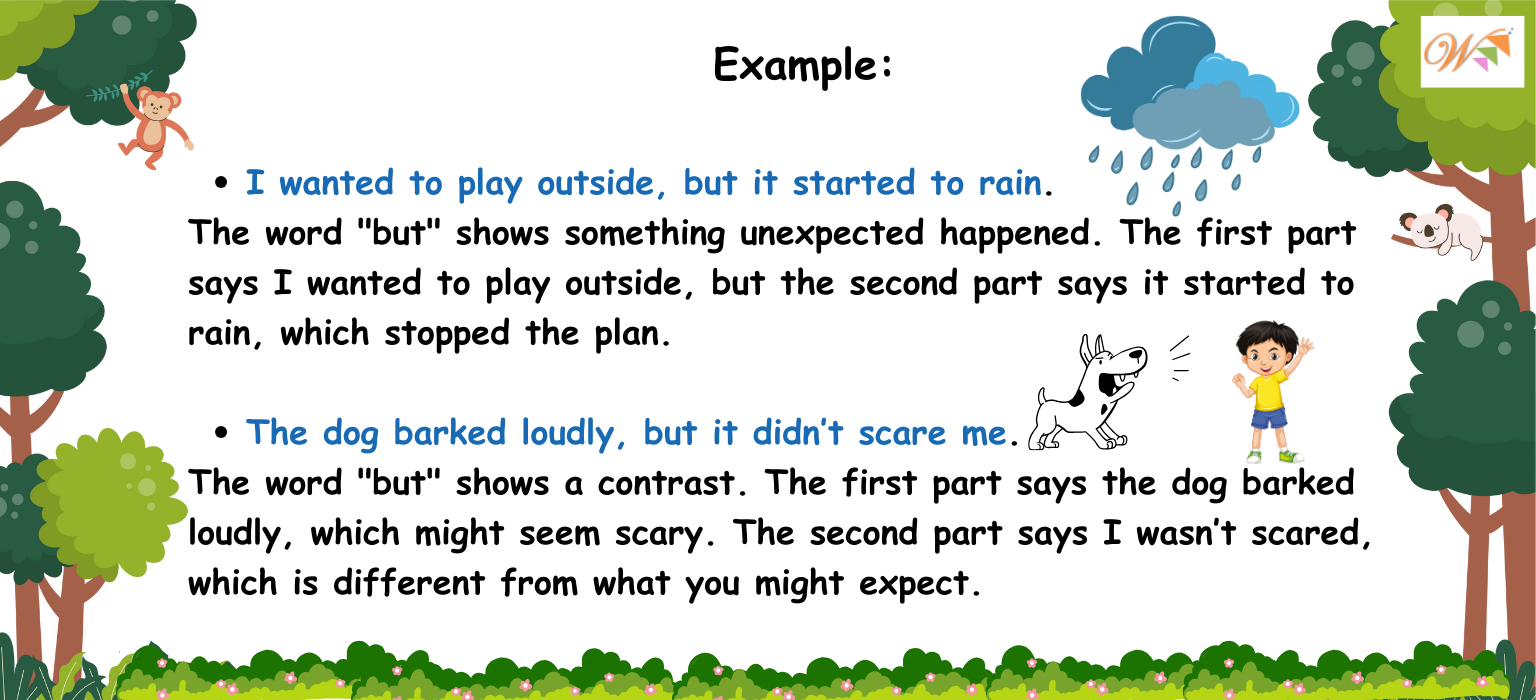 Example:
W
• I wanted to play outside, but it started to rain.
The word "but" shows something unexpected happened. The first part
says I wanted to play outside, but the second part says it started to
rain, which stopped the plan.
• The dog barked loudly, but it didn't scare me.
The word "but" shows a contrast. The first part says the dog barked
loudly, which might seem scary. The second part says I wasn't scared,
which is different from what you might expect.